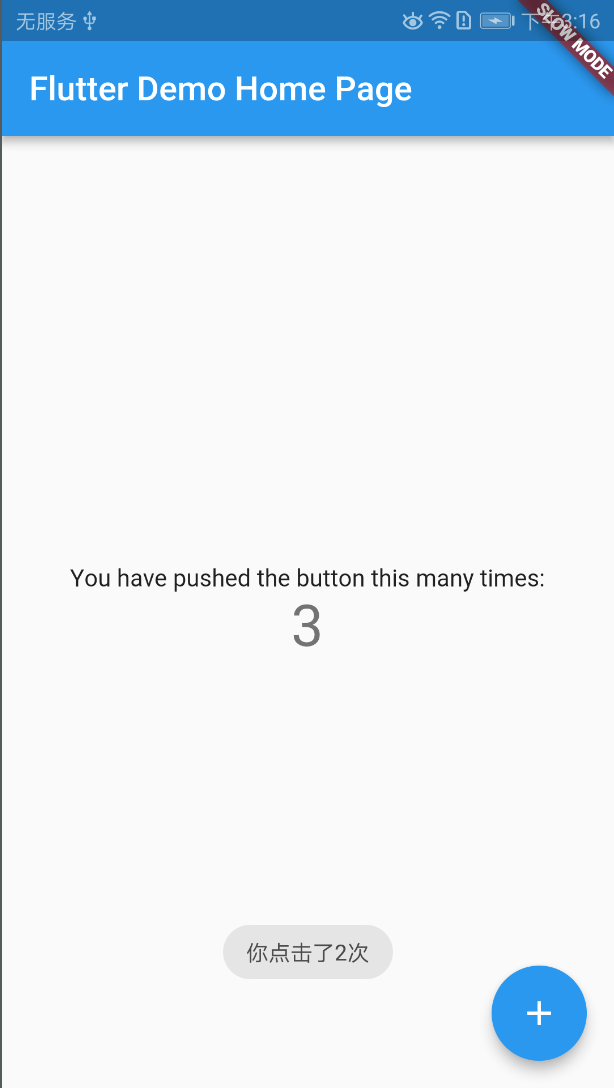 无服务
下午3:16
SLOW MODE
Flutter Demo Home Page
You have pushed the button this many times:
3
你点击了2次
+